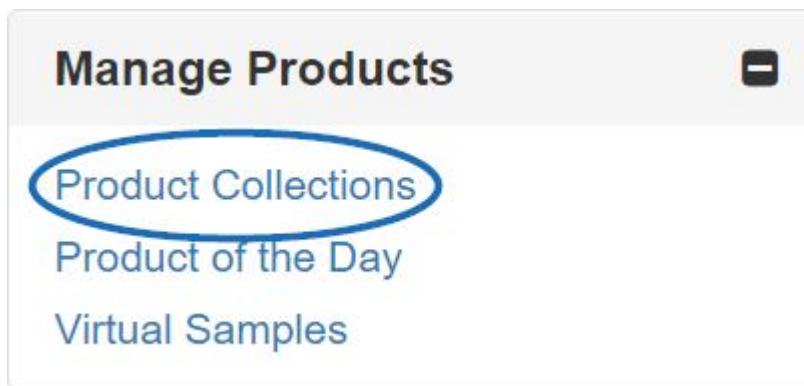 Manage Products
Product Collections
Product of the Day
Virtual Samples